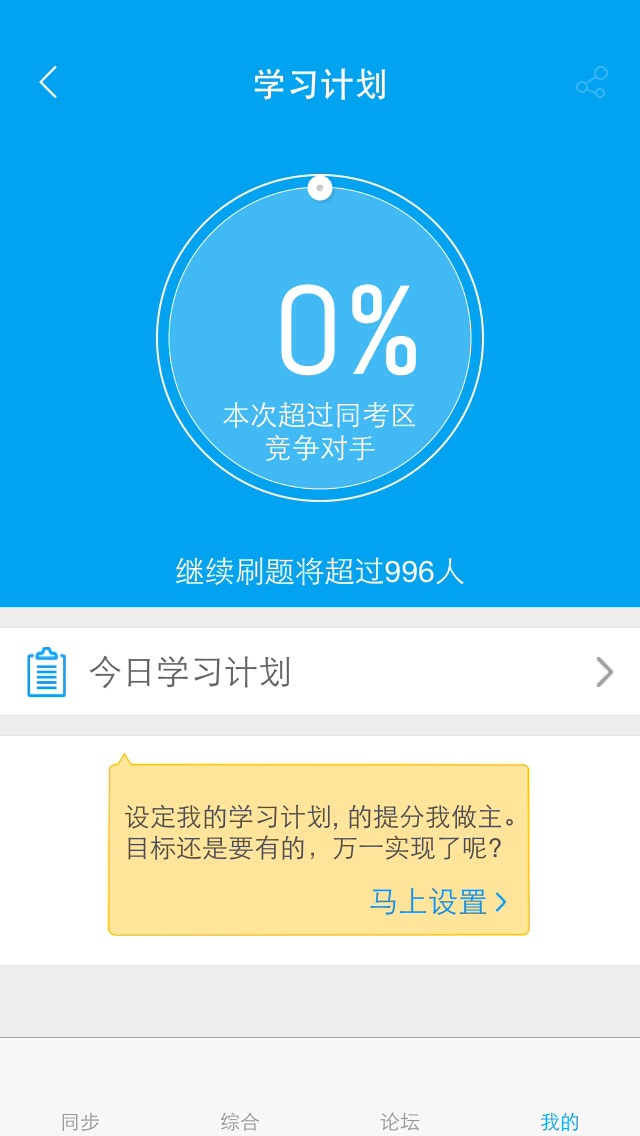 学习计划
0%
本次超过同考区
竞争对手
继续刷题将超过996人
今日学习计划
设定我的学习计划, 的提分我做主。
目标还是要有的，万一实现了呢?
马上设置
同步
综合
论坛
我的